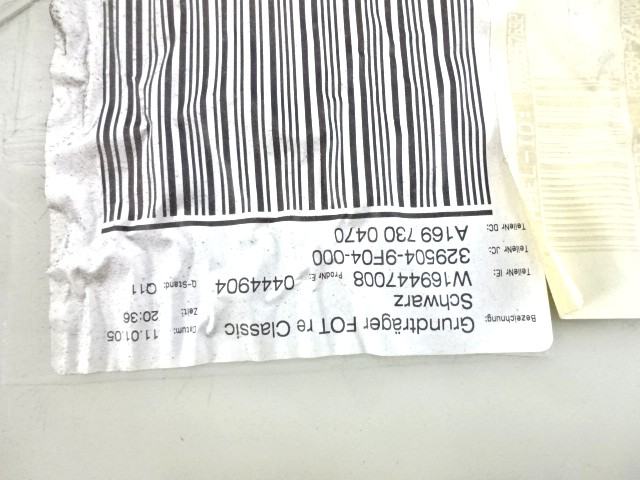 Bezeichnung: Grundträger FOT re Classic Datum: 11.01.05
Schwarz Zeit: 20:36
TeileNr IE: W169447008 ProdNr E: 0444904 Q-Stand: Q11
TeileNr JC: 329504-9F04-000
TeileNr DC: A169 730 0470